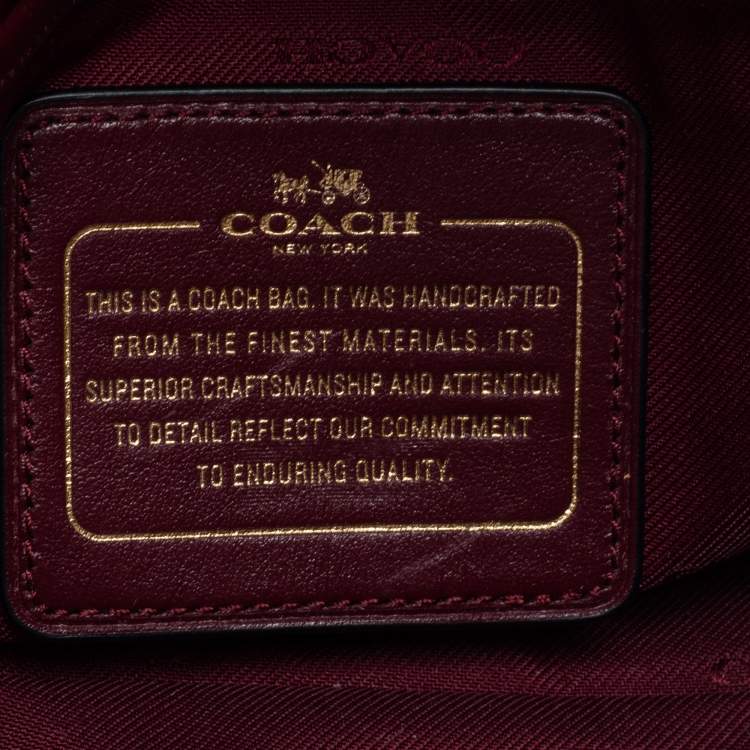 COACH
NEW YORK
THIS IS A COACH BAG. IT WAS HANDCRAFTED
FROM THE FINEST MATERIALS. ITS
SUPERIOR CRAFTSMANSHIP AND ATTENTION
TO DETAIL REFLECT OUR COMMITMENT
TO ENDURING QUALITY.